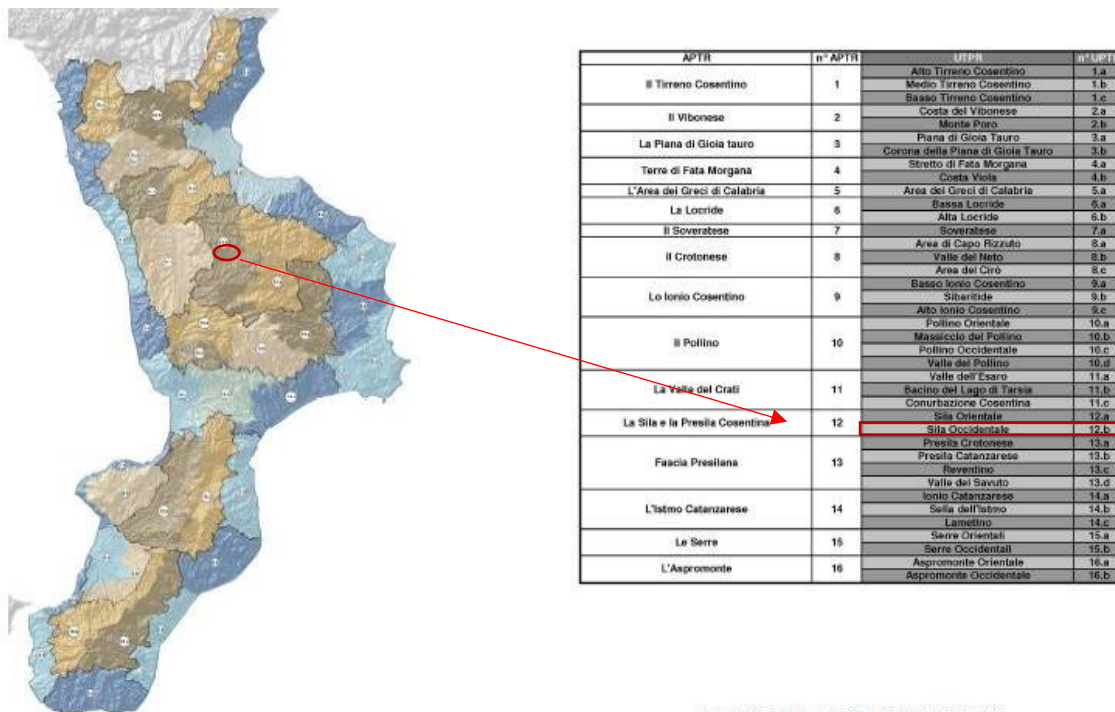 APTR n° APTR UTPR n° UPTR
Il Tirreno Cosentino 1 Alto Tirreno Cosentino 1.a
Medio Tirreno Cosentino 1.b
Basso Tirreno Cosentino 1.c
Il Vibonese 2 Costa del Vibonese 2.a
Monte Poro 2.b
La Piana di Gioia tauro 3 Piana di Gioia Tauro 3.a
Corona della Piana di Gioia Tauro 3.b
Terre di Fata Morgana 4 Stretto di Fata Morgana 4.a
Costa Viola 4.b
L'Area dei Greci di Calabria 5 Area dei Greci di Calabria 5.a
La Locride 6 Bassa Locride 6.a
Alta Locride 6.b
Il Soveratese 7 Soveratese 7.a
Il Crotonese 8 Area di Capo Rizzuto 8.a
Valle del Neto 8.b
Area del Cirò 8.c
Lo Ionio Cosentino 9 Basso Ionio Cosentino 9.a
Sibaritide 9.b
Alto Ionio Cosentino 9.c
Il Pollino 10 Pollino Orientale 10.a
Massiccio del Pollino 10.b
Pollino Occidentale 10.c
Valle del Pollino 10.d
La Valle del Crati 11 Valle dell'Esaro 11.a
Bacino del Lago di Tarsia 11.b
Conurbazione Cosentina 11.c
La Sila e la Presila Cosentina 12 Sila Orientale 12.a
Sila Occidentale 12.b
Fascia Presilana 13 Presila Crotonese 13.a
Presila Catanzarese 13.b
Reventino 13.c
Valle del Savuto 13.d
L'Istmo Catanzarese 14 Ionio Catanzarese 14.a
Sella dell'Istmo 14.b
Lametino 14.c
Le Serre 15 Serre Orientali 15.a
Serre Occidentali 15.b
L'Aspromonte 16 Aspromonte Orientale 16.a
Aspromonte Occidentale 16.b